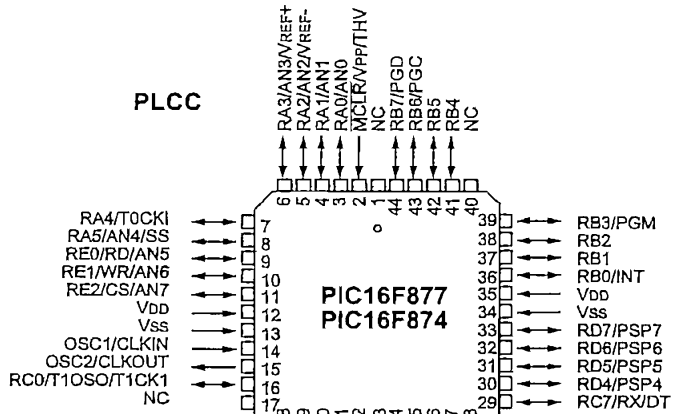 PLCC
RA3/AN3/VREF+
RA2/AN2/VREF-
RA1/AN1
RA0/AN0
MCLR/VPP/THV
NC
RB7/PGD
RB6/PGC
RB5
RB4
NC
6 5 4 3 2 1 44 43 42 41 40
RA4/T0CKI 7
RA5/AN4/SS 8
RE0/RD/AN5 9
RE1/WR/AN6 10
RE2/CS/AN7 11
VDD 12
VSS 13
OSC1/CLKIN 14
OSC2/CLKOUT 15
RC0/T1OSO/T1CK1 16
NC 17
PIC16F877
PIC16F874
39 RB3/PGM
38 RB2
37 RB1
36 RB0/INT
35 VDD
34 VSS
33 RD7/PSP7
32 RD6/PSP6
31 RD5/PSP5
30 RD4/PSP4
29 RC7/RX/DT